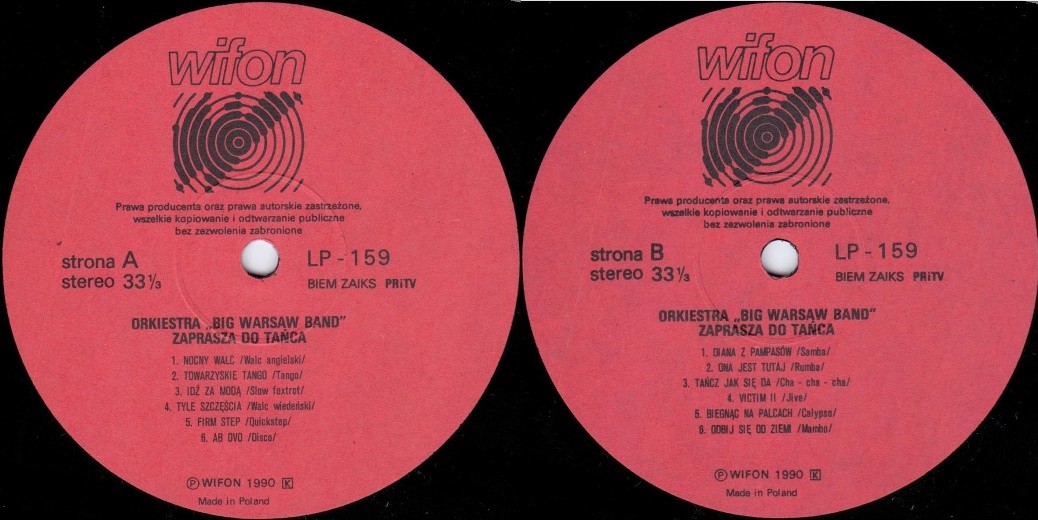 wifon
Prawa producenta oraz prawa autorskie zastrzeżone,
wszelkie kopiowanie i odtwarzanie publiczne
bez zezwolenia zabronione
strona A
stereo 33⅓
LP - 159
BIEM ZAIKS PRiTV
ORKIESTRA „BIG WARSAW BAND”
ZAPRASZA DO TAŃCA
1. NOCNY WALC /Walc angielski/
2. TOWARZYSKIE TANGO /Tango/
3. IDŹ ZA MODĄ /Slow foxtrot/
4. TYLE SZCZĘŚCIA /Walc wiedeński/
5. FIRM STEP /Quickstep/
6. AB OVO /Disco/
Ⓟ WIFON 1990 K
Made in Poland
wifon
Prawa producenta oraz prawa autorskie zastrzeżone,
wszelkie kopiowanie i odtwarzanie publiczne
bez zezwolenia zabronione
strona B
stereo 33⅓
LP - 159
BIEM ZAIKS PRiTV
ORKIESTRA „BIG WARSAW BAND”
ZAPRASZA DO TAŃCA
1. DIANA Z PAMPASÓW /Samba/
2. ONA JEST TUTAJ /Rumba/
3. TAŃCZ JAK SIĘ DA /Cha - cha - cha/
4. VICTIM II /Jive/
5. BIEGNĄC NA PALCACH /Calypso/
6. ODBIJ SIĘ OD ZIEMI /Mambo/
Ⓟ WIFON 1990 K
Made in Poland